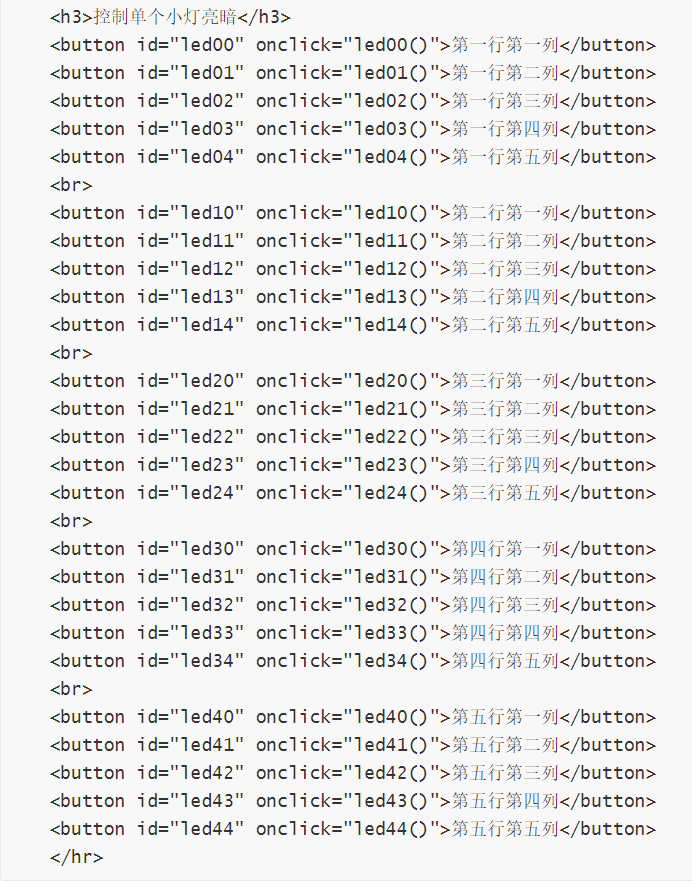 <h3>控制单个小灯亮暗</h3>
<button id="led00" onclick="led00()">第一行第一列</button>
<button id="led01" onclick="led01()">第一行第二列</button>
<button id="led02" onclick="led02()">第一行第三列</button>
<button id="led03" onclick="led03()">第一行第四列</button>
<button id="led04" onclick="led04()">第一行第五列</button>
<br>
<button id="led10" onclick="led10()">第二行第一列</button>
<button id="led11" onclick="led11()">第二行第二列</button>
<button id="led12" onclick="led12()">第二行第三列</button>
<button id="led13" onclick="led13()">第二行第四列</button>
<button id="led14" onclick="led14()">第二行第五列</button>
<br>
<button id="led20" onclick="led20()">第三行第一列</button>
<button id="led21" onclick="led21()">第三行第二列</button>
<button id="led22" onclick="led22()">第三行第三列</button>
<button id="led23" onclick="led23()">第三行第四列</button>
<button id="led24" onclick="led24()">第三行第五列</button>
<br>
<button id="led30" onclick="led30()">第四行第一列</button>
<button id="led31" onclick="led31()">第四行第二列</button>
<button id="led32" onclick="led32()">第四行第三列</button>
<button id="led33" onclick="led33()">第四行第四列</button>
<button id="led34" onclick="led34()">第四行第五列</button>
<br>
<button id="led40" onclick="led40()">第五行第一列</button>
<button id="led41" onclick="led41()">第五行第二列</button>
<button id="led42" onclick="led42()">第五行第三列</button>
<button id="led43" onclick="led43()">第五行第四列</button>
<button id="led44" onclick="led44()">第五行第五列</button>
</hr>